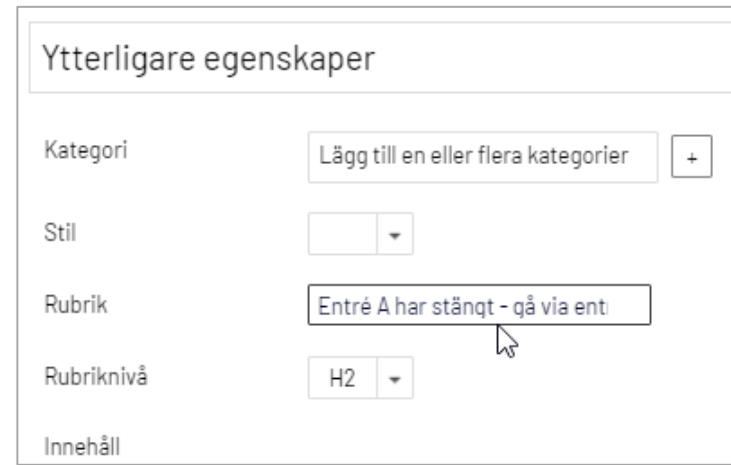 Ytterligare egenskaper
Kategori
Lägg till en eller flera kategorier
+
Stil
Rubrik
Entré A har stängt - gå via
Rubriknivå
H2
Innehåll